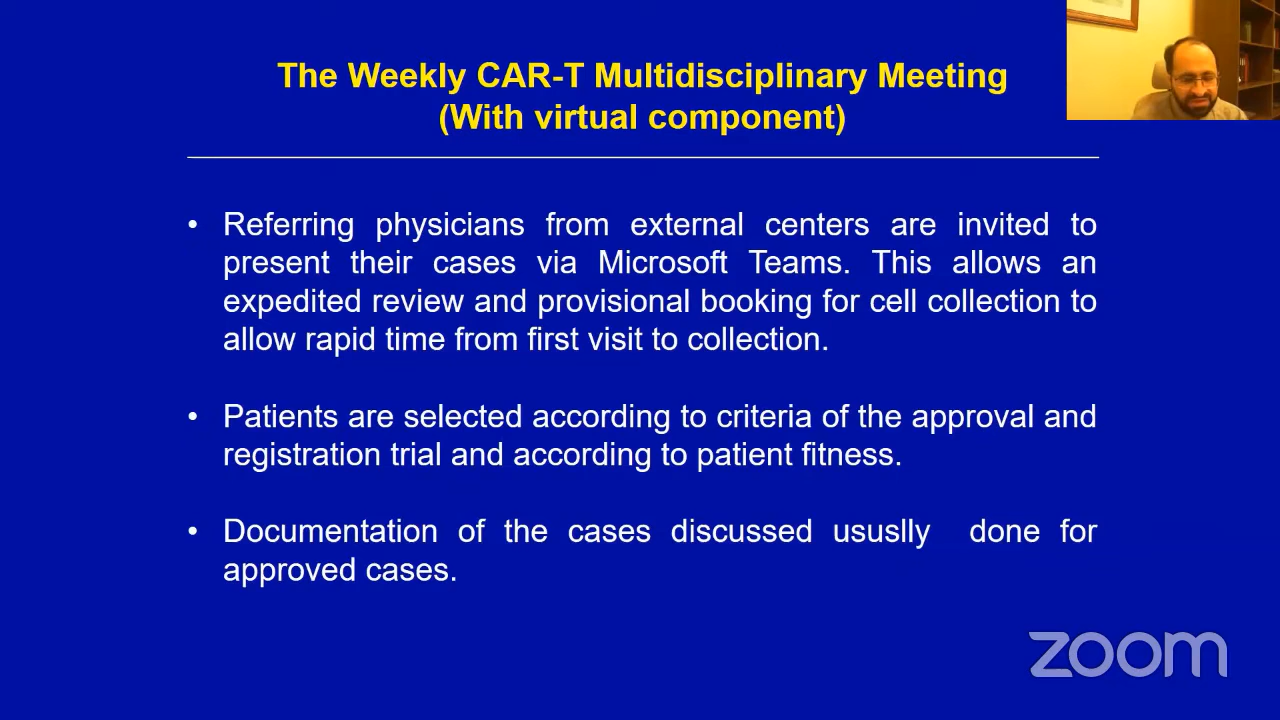 The Weekly CAR-T Multidisciplinary Meeting
(With virtual component)
• Referring physicians from external centers are invited to
present their cases via Microsoft Teams. This allows an
expedited review and provisional booking for cell collection to
allow rapid time from first visit to collection.
• Patients are selected according to criteria of the approval and
registration trial and according to patient fitness.
• Documentation of the cases discussed ususlly done for
approved cases.
zoom